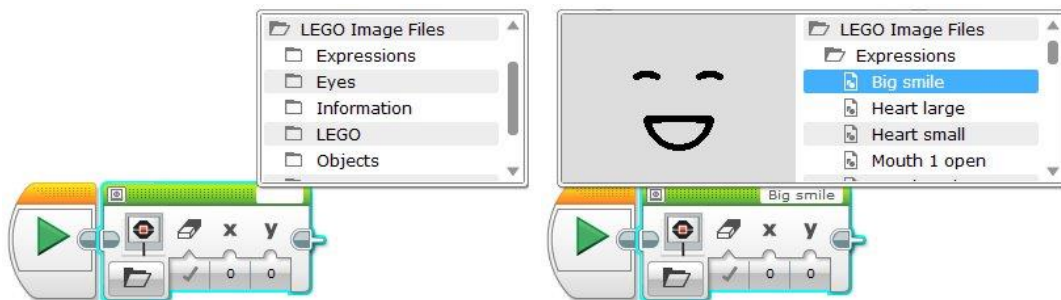 LEGO Image Files
Expressions
Eyes
Information
LEGO
Objects
x y
0 0
LEGO Image Files
Expressions
Big smile
Heart large
Heart small
Mouth 1 open
Big smile
x y
0 0